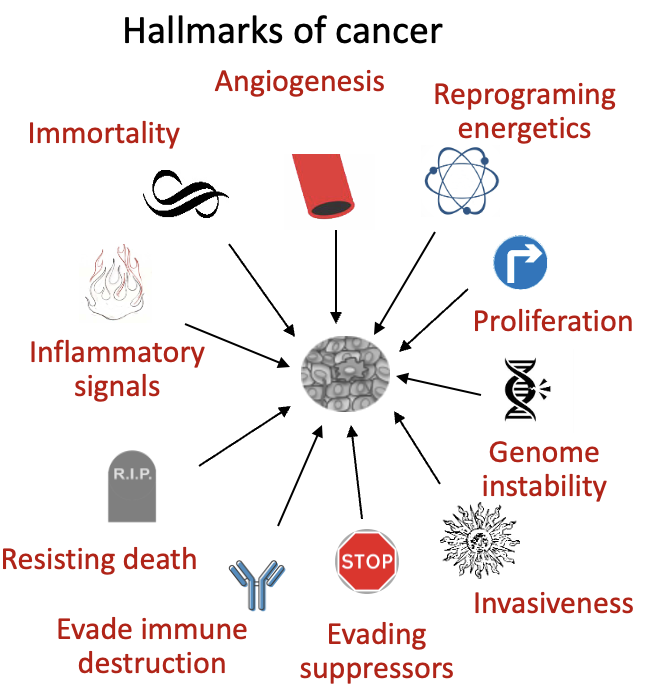 Hallmarks of cancer
Angiogenesis
Reprograming
energetics
Immortality
Proliferation
Inflammatory
signals
Genome
instability
R.I.P.
STOP
Resisting death
Invasiveness
Evade immune
destruction
Evading
suppressors